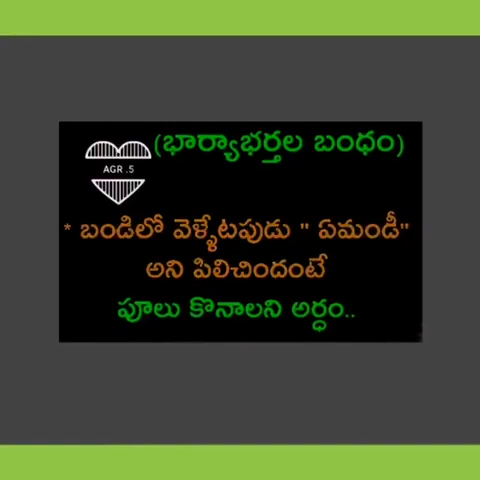 (భార్యాభర్తల బంధం)
AGR .5
* బండిలో వెళ్ళేటపుడు " ఏమండీ"
అని పిలిచిందంటే
పూలు కొనాలని అర్ధం..